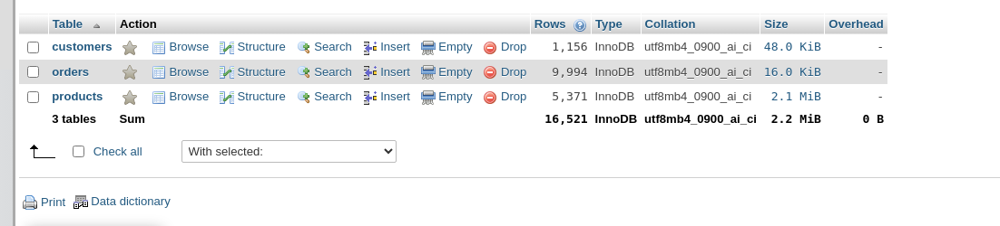 Table Action Rows Type Collation Size Overhead
customers Browse Structure Search Insert Empty Drop 1,156 InnoDB utf8mb4_0900_ai_ci 48.0 KiB -
orders Browse Structure Search Insert Empty Drop 9,994 InnoDB utf8mb4_0900_ai_ci 16.0 KiB -
products Browse Structure Search Insert Empty Drop 5,371 InnoDB utf8mb4_0900_ai_ci 2.1 MiB -
3 tables Sum 16,521 InnoDB utf8mb4_0900_ai_ci 2.2 MiB 0 B
Check all With selected:
Print Data dictionary